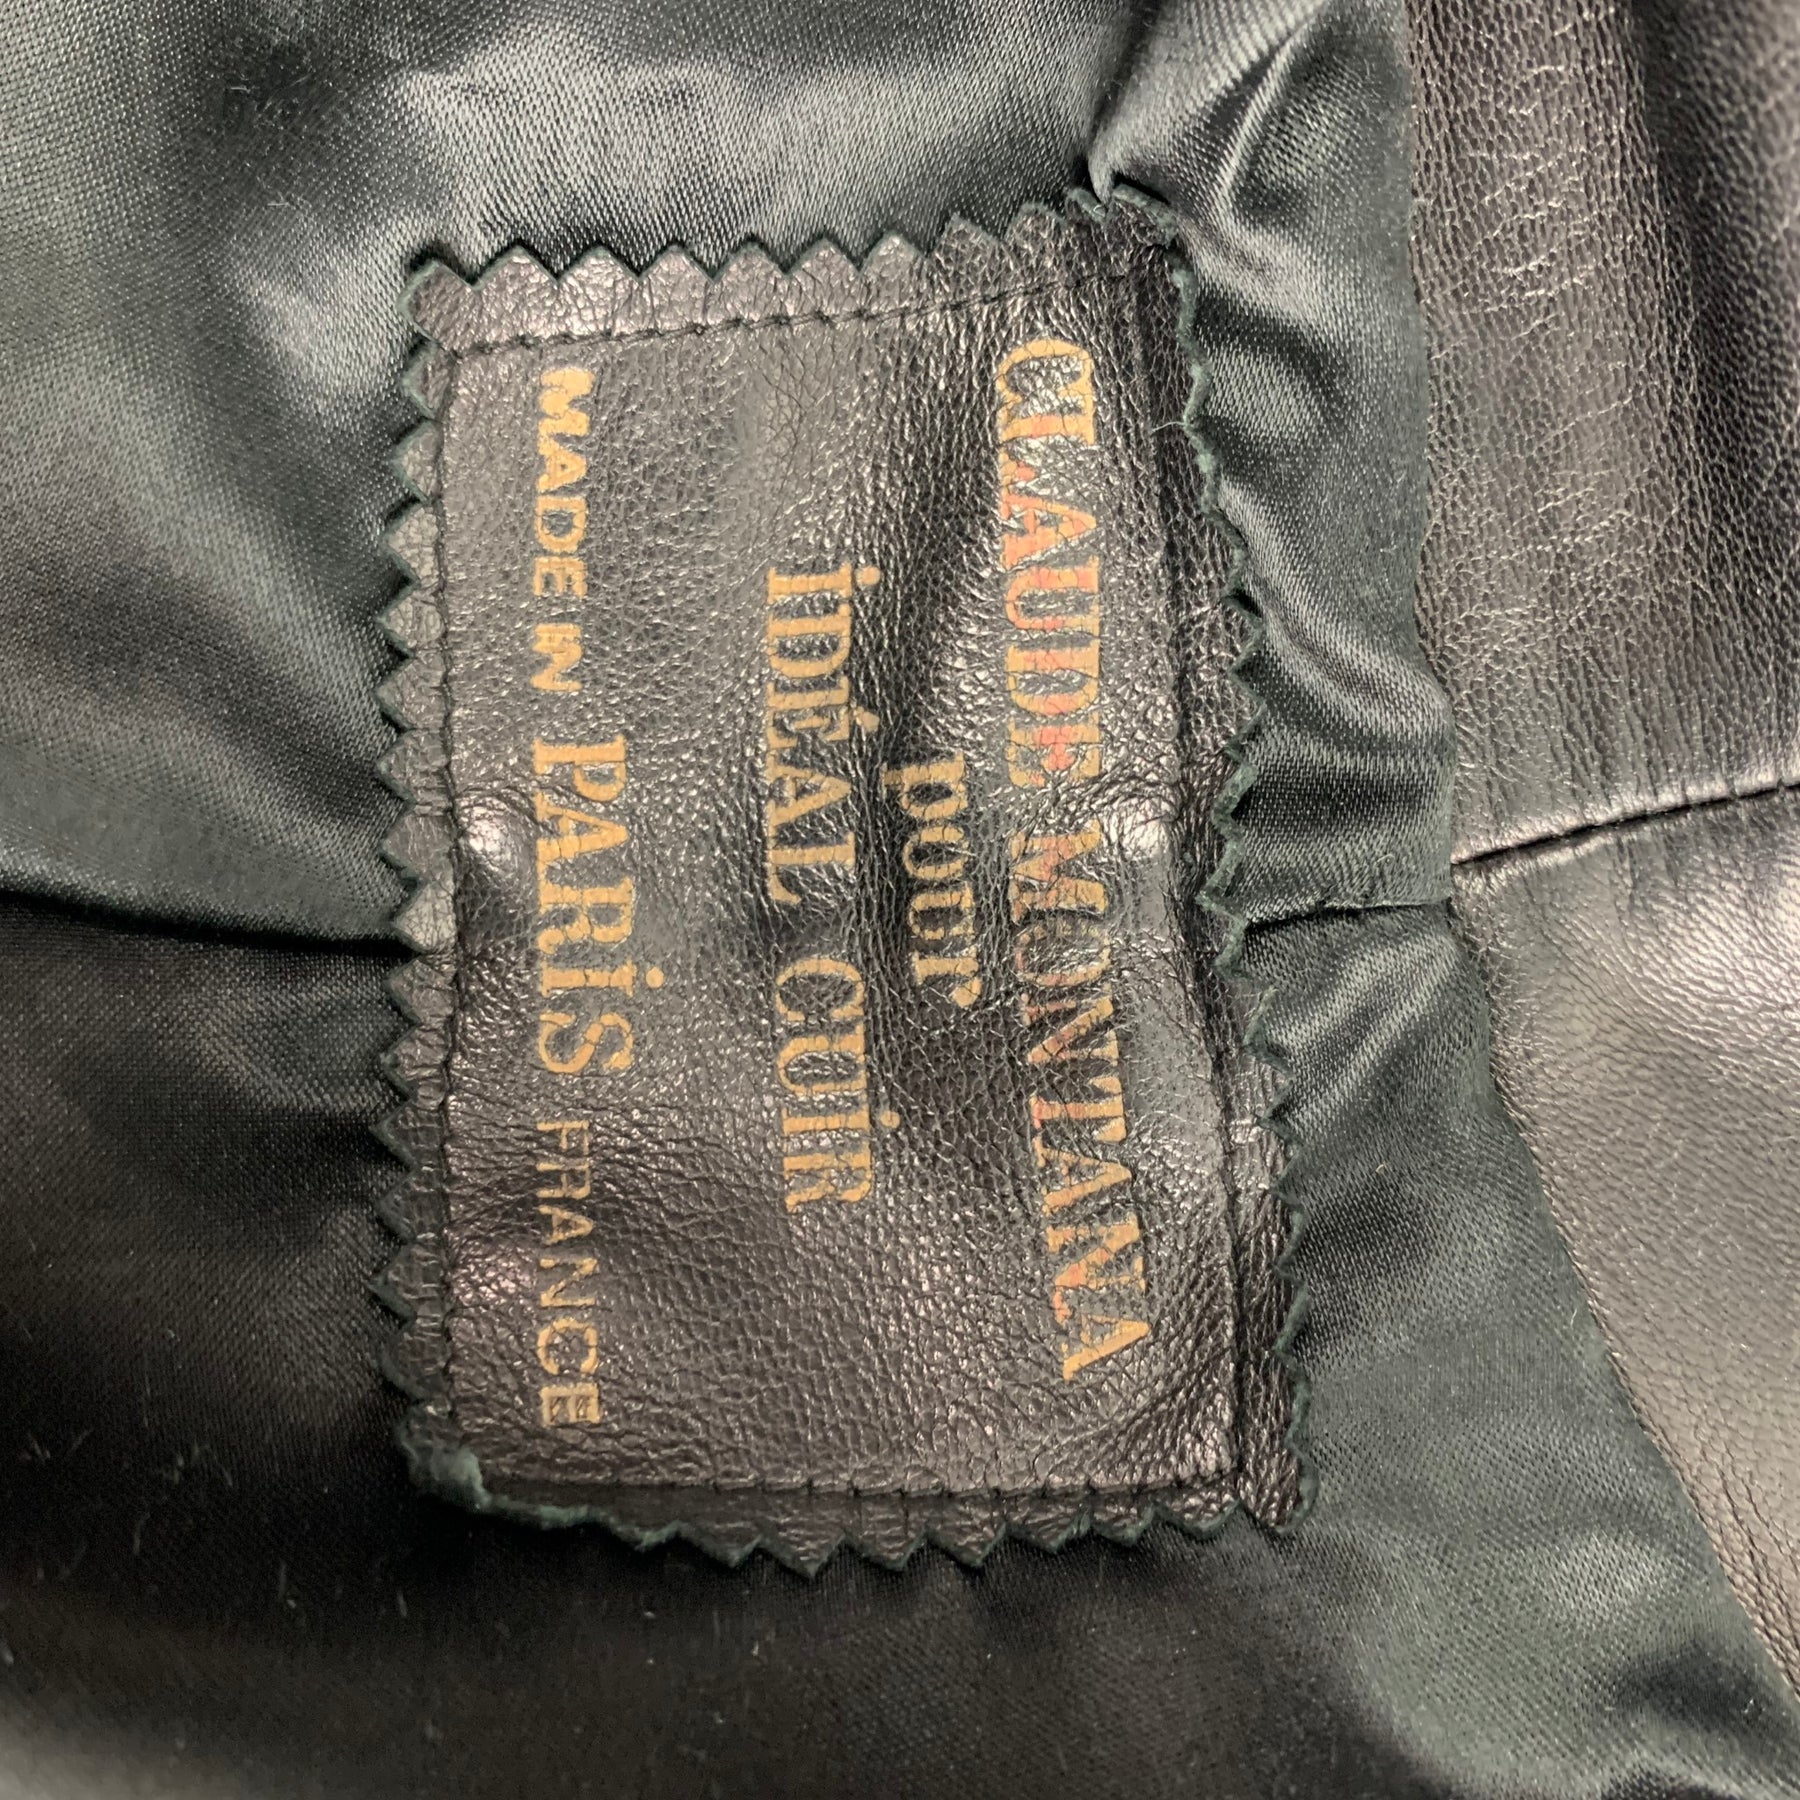 CLAUDE MONTANA
pour
iDÉAL CUiR
MADE IN PARiS FRANCE